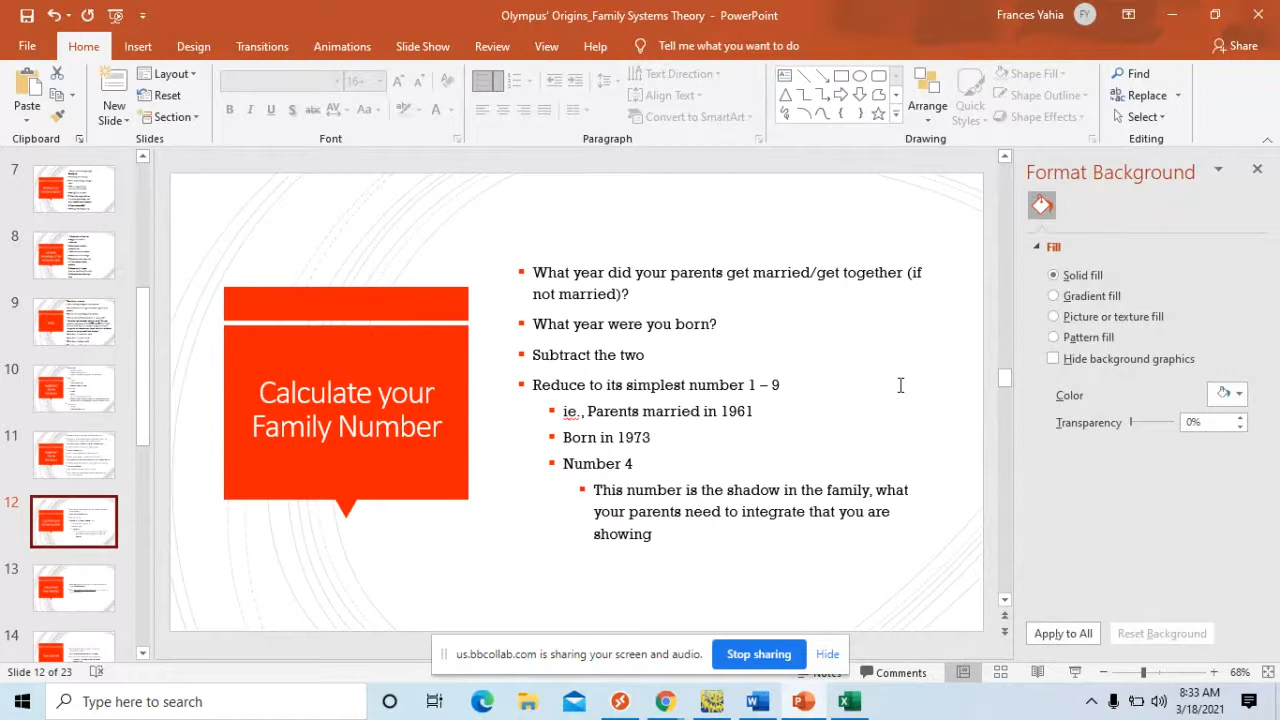 Olympus' Origins_Family Systems Theory - PowerPoint
Frances Yahia
FY
File Home Insert Design Transitions Animations Slide Show Review View Help Tell me what you want to do
Share
Paste
New
Slide
Layout
Reset
Section
16+
Text Direction
Align Text
Convert to SmartArt
Arrange
Quick
Styles
Shape Fill
Shape Outline
Shape Effects
Find
Replace
Select
Clipboard Slides Font Paragraph Drawing Editing
7
8
9
12
13
14
Calculate your
Family Number
What year did your parents get married/get together (if
not married)?
What year were you born?
Subtract the two
Reduce to its simplest number 1 – 9
ie., Parents married in 1961
Born in 1973
Number 4
This number is the shadow in the family, what
your parents need to integrate that you are
showing
Format Background
Fill
Solid fill
Gradient fill
Picture or texture fill
Pattern fill
Hide background graphics
Color
Transparency 0%
Apply to All Reset Background
us.bbcollab.com is sharing your screen and audio. Stop sharing Hide
Slide 12 of 23
Notes Comments
68%
Type here to search
8:33 AM
3/18/2021